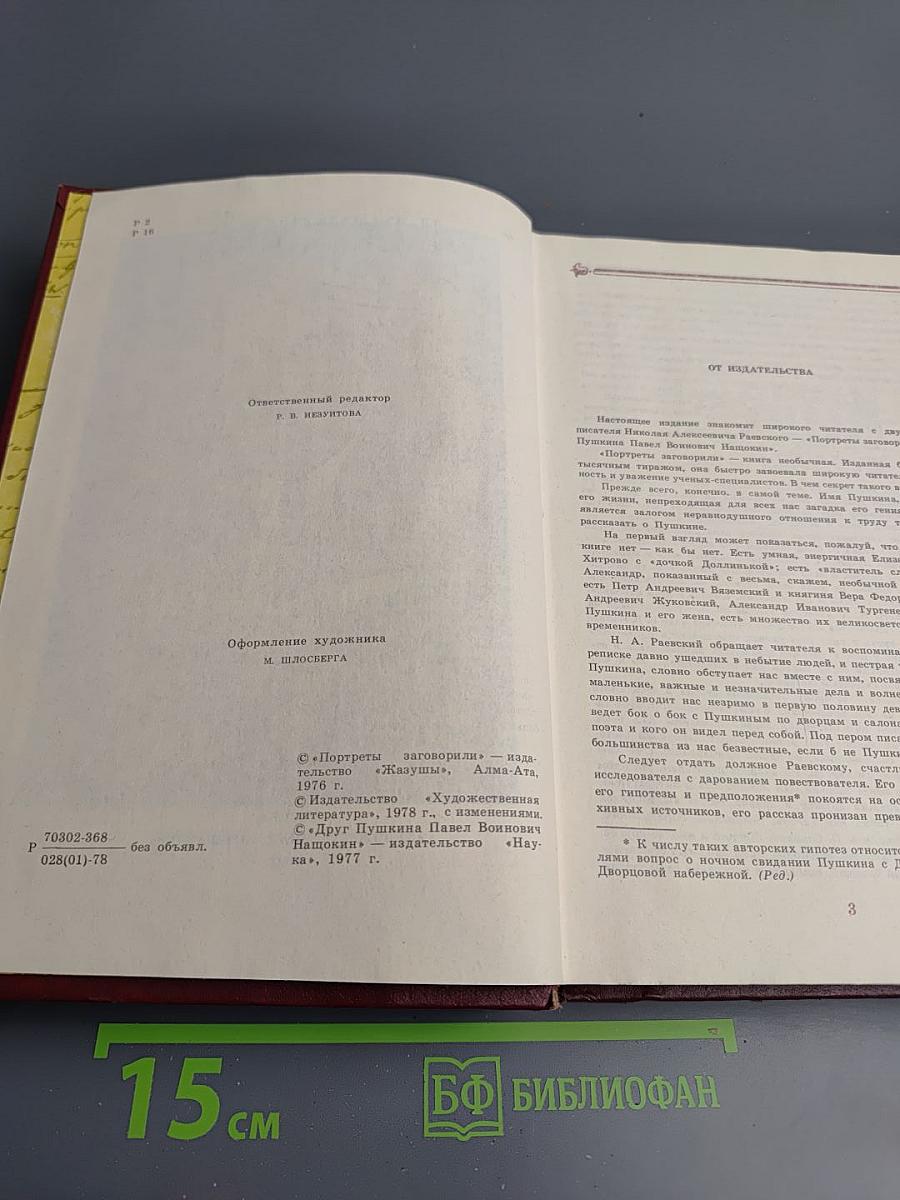 Р 2
Р 16
Ответственный редактор
Р. В. ИЕЗУИТОВА
Оформление художника
М. ШЛОСБЕРГА
© «Портреты заговорили» — изда-
тельство «Жазушы», Алма-Ата,
1976 г.
© Издательство «Художественная
литература», 1978 г., с изменениями.
© «Друг Пушкина Павел Воинович
Нащокин» — издательство «Нау-
ка», 1977 г.
Р 70302-368
028(01)-78 без объявл.
ОТ ИЗДАТЕЛЬСТВА
Настоящее издание знакомит широкого читателя с дву
писателя Николая Алексеевича Раевского — «Портреты заговор
Пушкина Павел Воинович Нащокин».
«Портреты заговорили» — книга необычная. Изданная
тысячным тиражом, она быстро завоевала широкую читате
ность и уважение ученых-специалистов. В чем секрет такого
Прежде всего, конечно, в самой теме. Имя Пушкина,
его жизни, непреходящая для всех нас загадка его гения
является залогом неравнодушного отношения к труду
рассказать о Пушкине.
На первый взгляд может показаться, пожалуй, что
книге нет — как бы нет. Есть умная, энергичная Елиз
Хитрово с «дочкой Доллинькой»; есть «властитель сл
Александр, показанный с весьма, скажем, необычной
есть Петр Андреевич Вяземский и княгиня Вера Федор
Андреевич Жуковский, Александр Иванович Тургене
Пушкина и его жена, есть множество их великосветс
временников.
Н. А. Раевский обращает читателя к воспомина
реписке давно ушедших в небытие людей, и пестрая
Пушкина, словно обступает нас вместе с ним, посвя
маленькие, важные и незначительные дела и волне
словно вводит нас незримо в первую половину дев
ведет бок о бок с Пушкиным по дворцам и салона
поэта и кого он видел перед собой. Под пером писа
большинства из нас безвестные, если б не Пушки
Следует отдать должное Раевскому, счастли
исследователя с дарованием повествователя. Его
его гипотезы и предположения* покоятся на ос
хивных источников, его рассказ пронизан прев
* К числу таких авторских гипотез относитс
лями вопрос о ночном свидании Пушкина с Д
Дворцовой набережной. (Ред.)
3
15 см
БФ БИБЛИОФАН